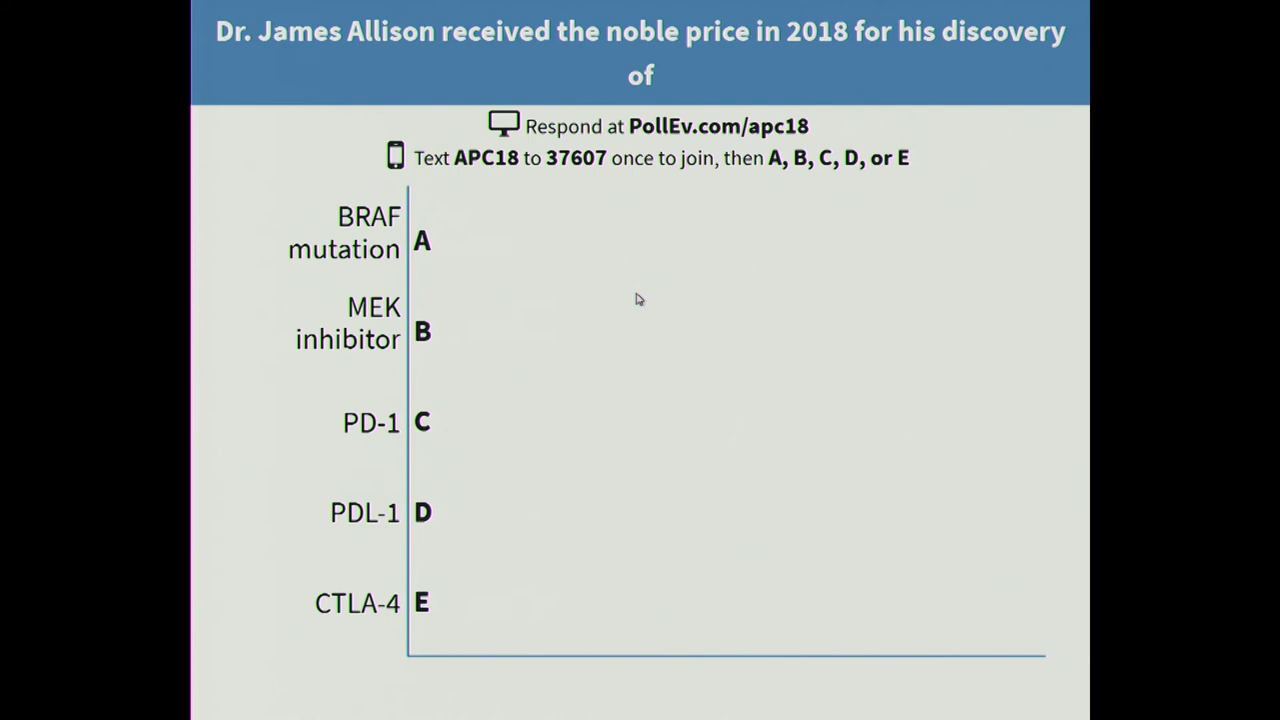 Dr. James Allison received the noble price in 2018 for his discovery
of
Respond at PollEv.com/apc18
Text APC18 to 37607 once to join, then A, B, C, D, or E
BRAF
mutation
A
MEK
inhibitor
B
PD-1
C
PDL-1
D
CTLA-4
E